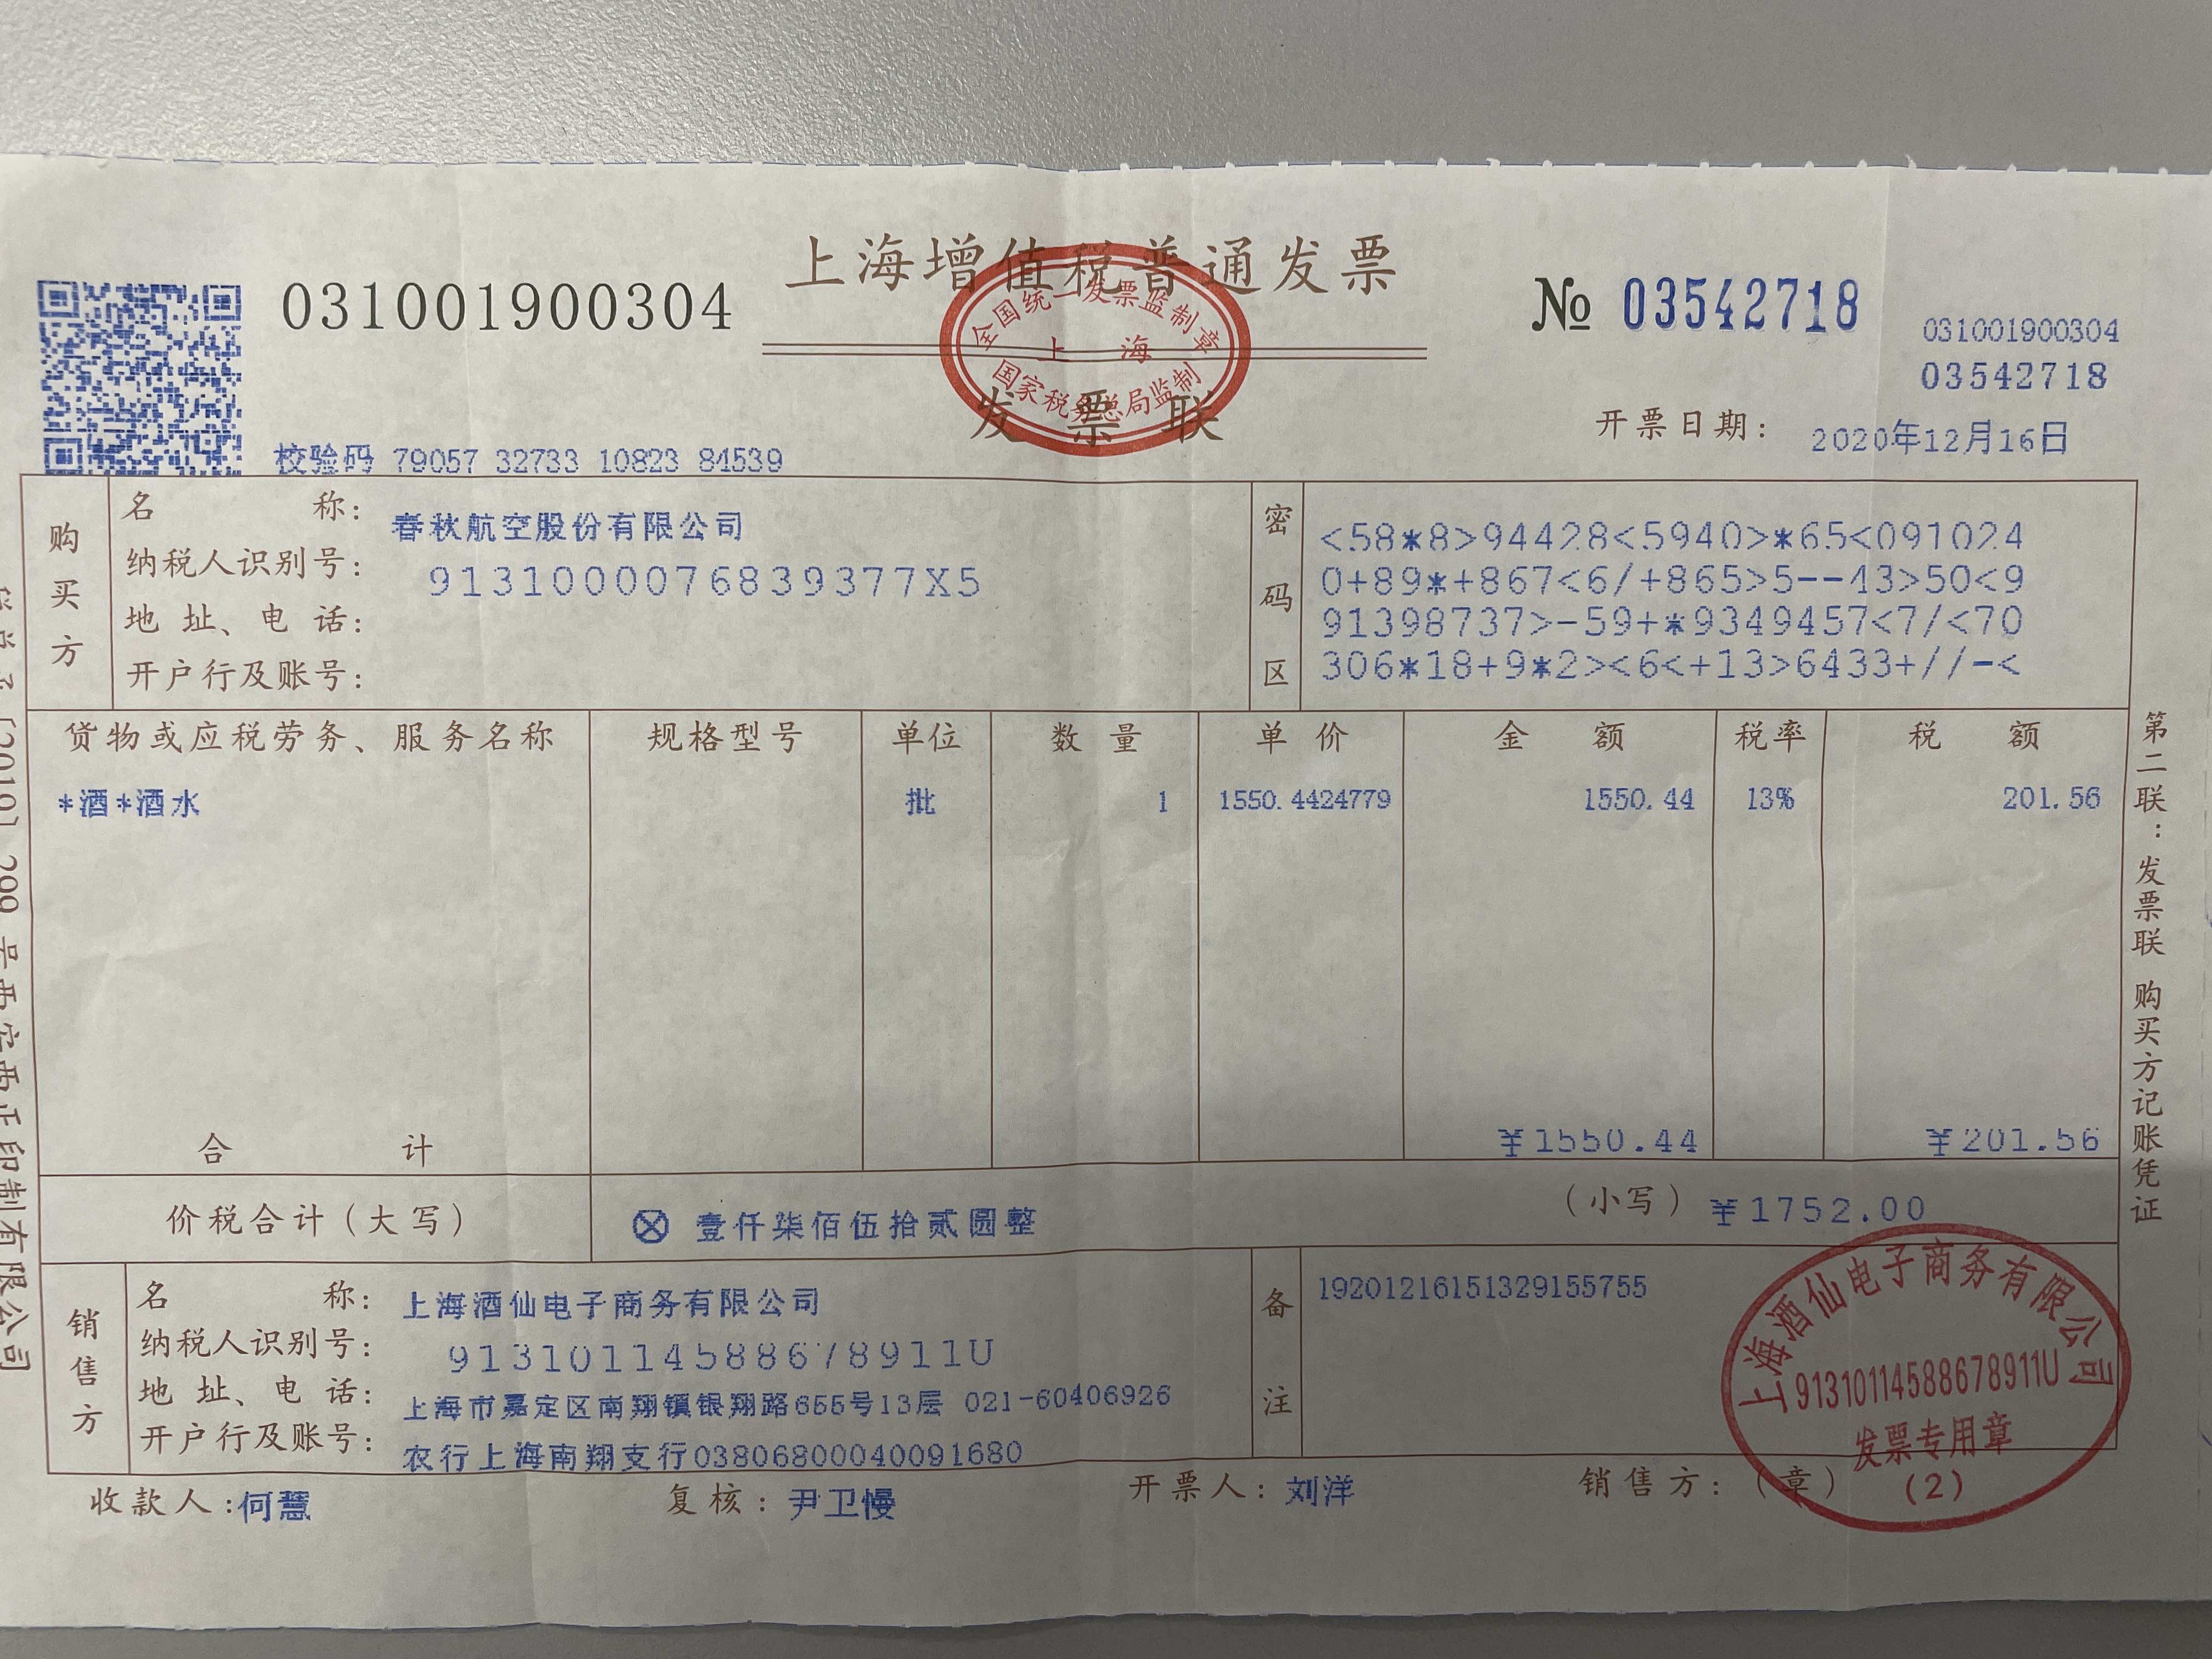 031001900304
上海增值税普通发票
发票联
全国统一发票监制章
上海
国家税务总局监制
№ 03542718
031001900304
03542718
校验码 79057 32733 10823 84539
开票日期: 2020年12月16日
购买方
名称: 春秋航空股份有限公司
纳税人识别号: 913100007683937 7X5
地址、电话:
开户行及账号:
密码区
<58*8>94428<5940>*65<091024
0+89*+867<6/+865>5--43>50<9
91398737>-59+*9349457<7/<70
306*18+9*2><6<+13>6433+//-<
货物或应税劳务、服务名称 规格型号 单位 数量 单价 金额 税率 税额
*酒*酒水 批 1 1550.4424779 1550.44 13% 201.56
合计 ¥1550.44 ¥201.56
价税合计(大写) ⊗ 壹仟柒佰伍拾贰圆整 (小写) ¥1752.00
销售方
名称: 上海酒仙电子商务有限公司
纳税人识别号: 91310114588678911U
地址、电话: 上海市嘉定区南翔镇银翔路655号13层 021-60406926
开户行及账号: 农行上海南翔支行03806800040091680
备注
19201216151329155755
收款人: 何慧 复核: 尹卫慢 开票人: 刘洋 销售方: (章)
上海酒仙电子商务有限公司
91310114588678911U
发票专用章
(2)
第二联:发票联 购买方记账凭证